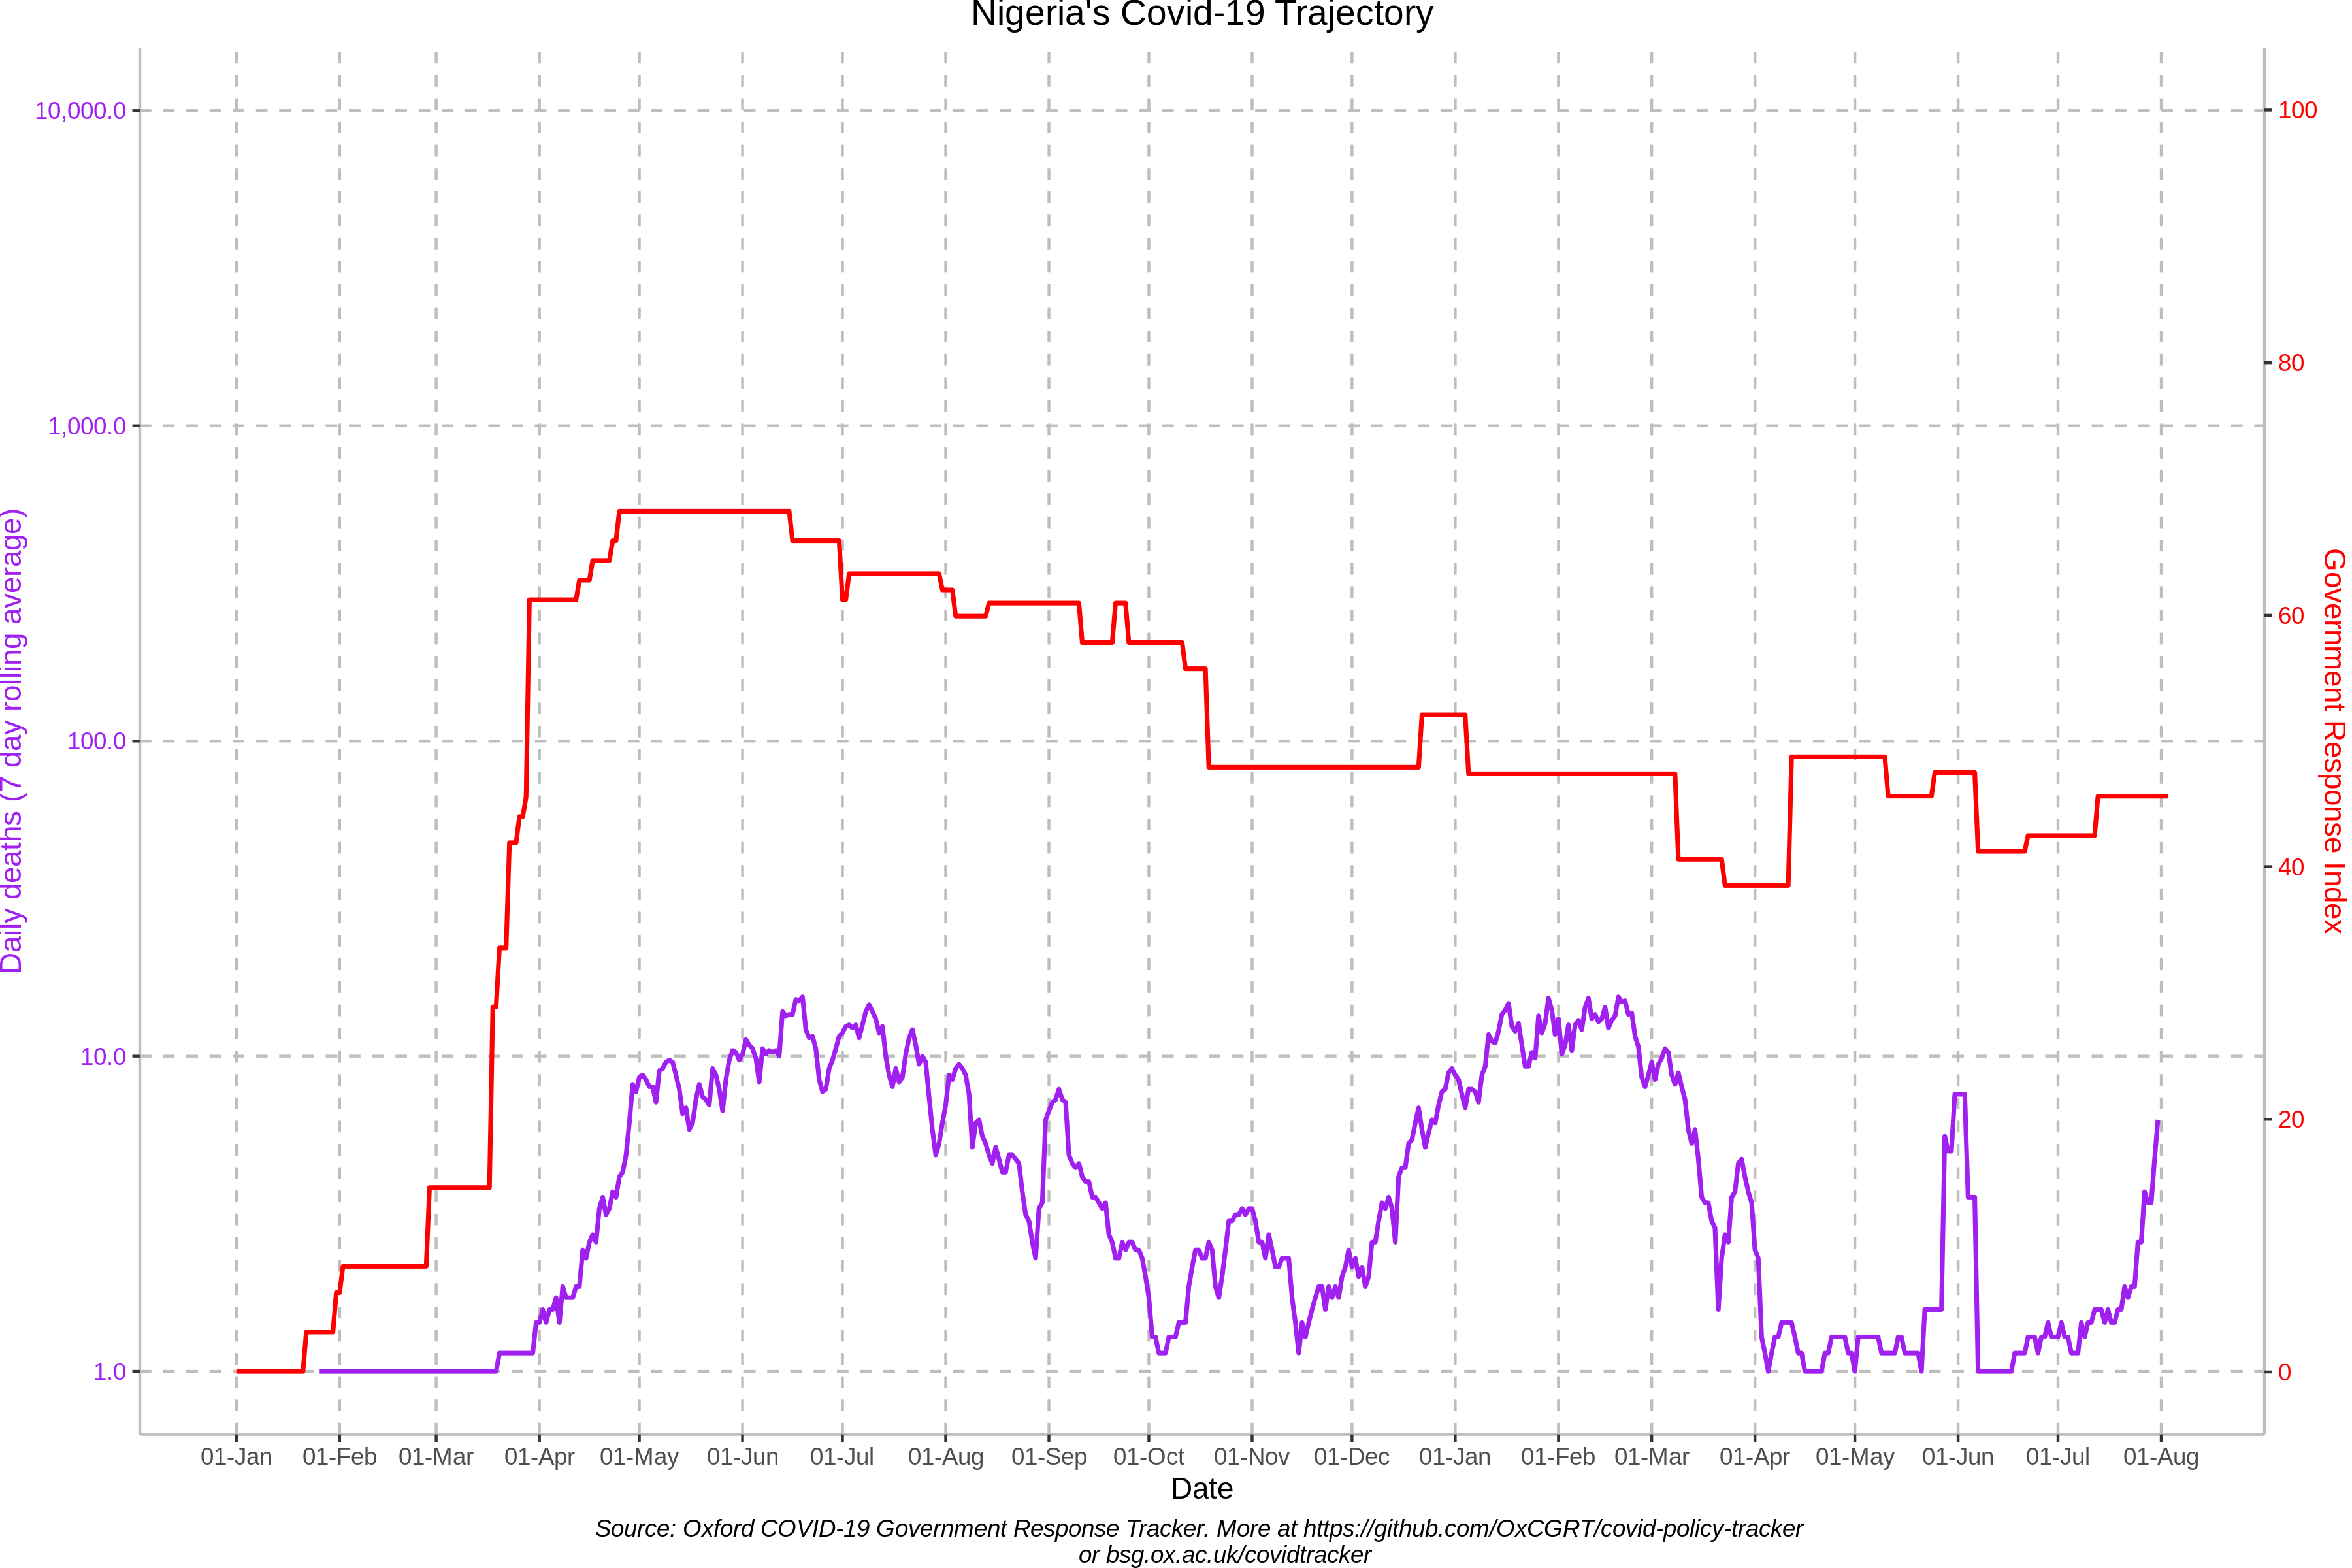 Nigeria's Covid-19 Trajectory
10,000.0
1,000.0
100.0
10.0
1.0
Daily deaths (7 day rolling average)
100
80
60
40
20
0
Government Response Index
01-Jan 01-Feb 01-Mar 01-Apr 01-May 01-Jun 01-Jul 01-Aug 01-Sep 01-Oct 01-Nov 01-Dec 01-Jan 01-Feb 01-Mar 01-Apr 01-May 01-Jun 01-Jul 01-Aug
Date
Source: Oxford COVID-19 Government Response Tracker. More at https://github.com/OxCGRT/covid-policy-tracker
or bsg.ox.ac.uk/covidtracker